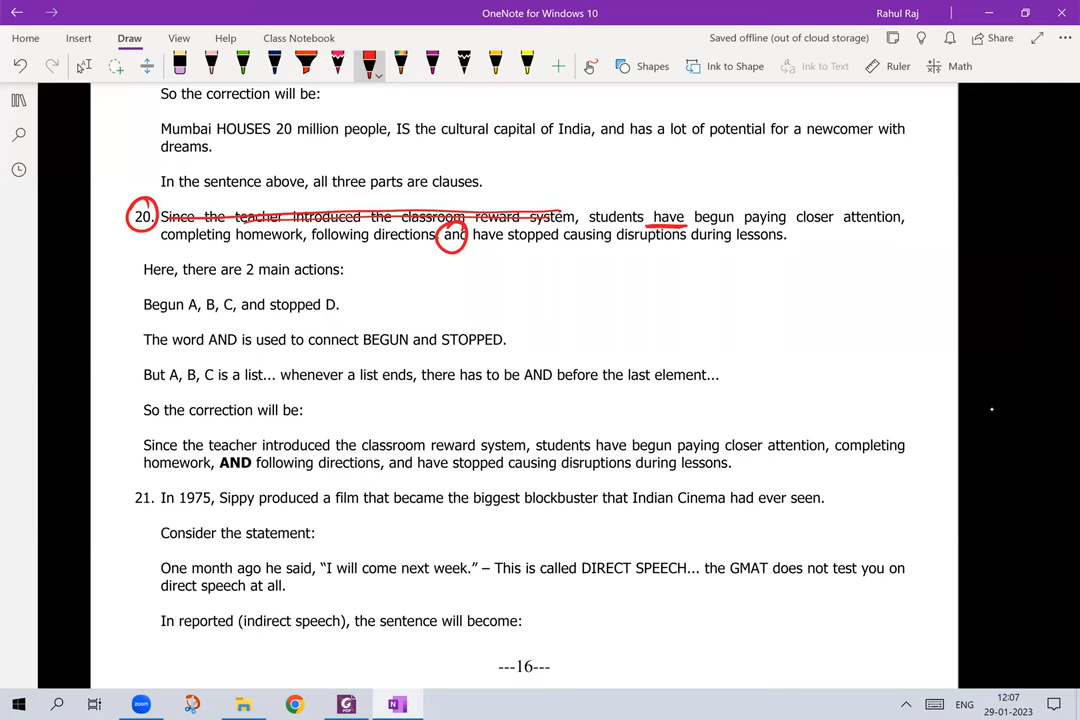 OneNote for Windows 10
Rahul Raj
Home Insert Draw View Help Class Notebook
Saved offline (out of cloud storage) Share
Shapes Ink to Shape Ink to Text Ruler Math
So the correction will be:
Mumbai HOUSES 20 million people, IS the cultural capital of India, and has a lot of potential for a newcomer with
dreams.
In the sentence above, all three parts are clauses.
20. Since the teacher introduced the classroom reward system, students have begun paying closer attention,
completing homework, following directions, and have stopped causing disruptions during lessons.
Here, there are 2 main actions:
Begun A, B, C, and stopped D.
The word AND is used to connect BEGUN and STOPPED.
But A, B, C is a list... whenever a list ends, there has to be AND before the last element...
So the correction will be:
Since the teacher introduced the classroom reward system, students have begun paying closer attention, completing
homework, AND following directions, and have stopped causing disruptions during lessons.
21. In 1975, Sippy produced a film that became the biggest blockbuster that Indian Cinema had ever seen.
Consider the statement:
One month ago he said, “I will come next week.” – This is called DIRECT SPEECH... the GMAT does not test you on
direct speech at all.
In reported (indirect speech), the sentence will become:
---16---
zoom
ENG
12:07
29-01-2023